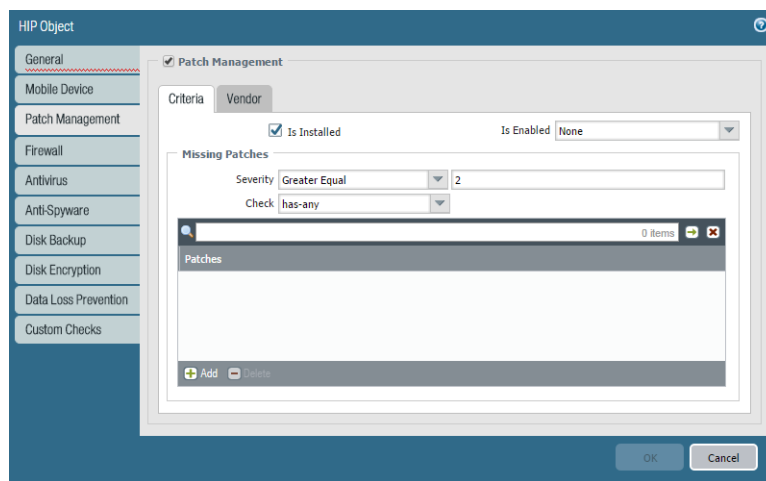 HIP Object
General
Mobile Device
Patch Management
Firewall
Antivirus
Anti-Spyware
Disk Backup
Disk Encryption
Data Loss Prevention
Custom Checks
Patch Management
Criteria Vendor
Is Installed Is Enabled None
Missing Patches
Severity Greater Equal 2
Check has-any
0 items
Patches
Add Delete
OK Cancel